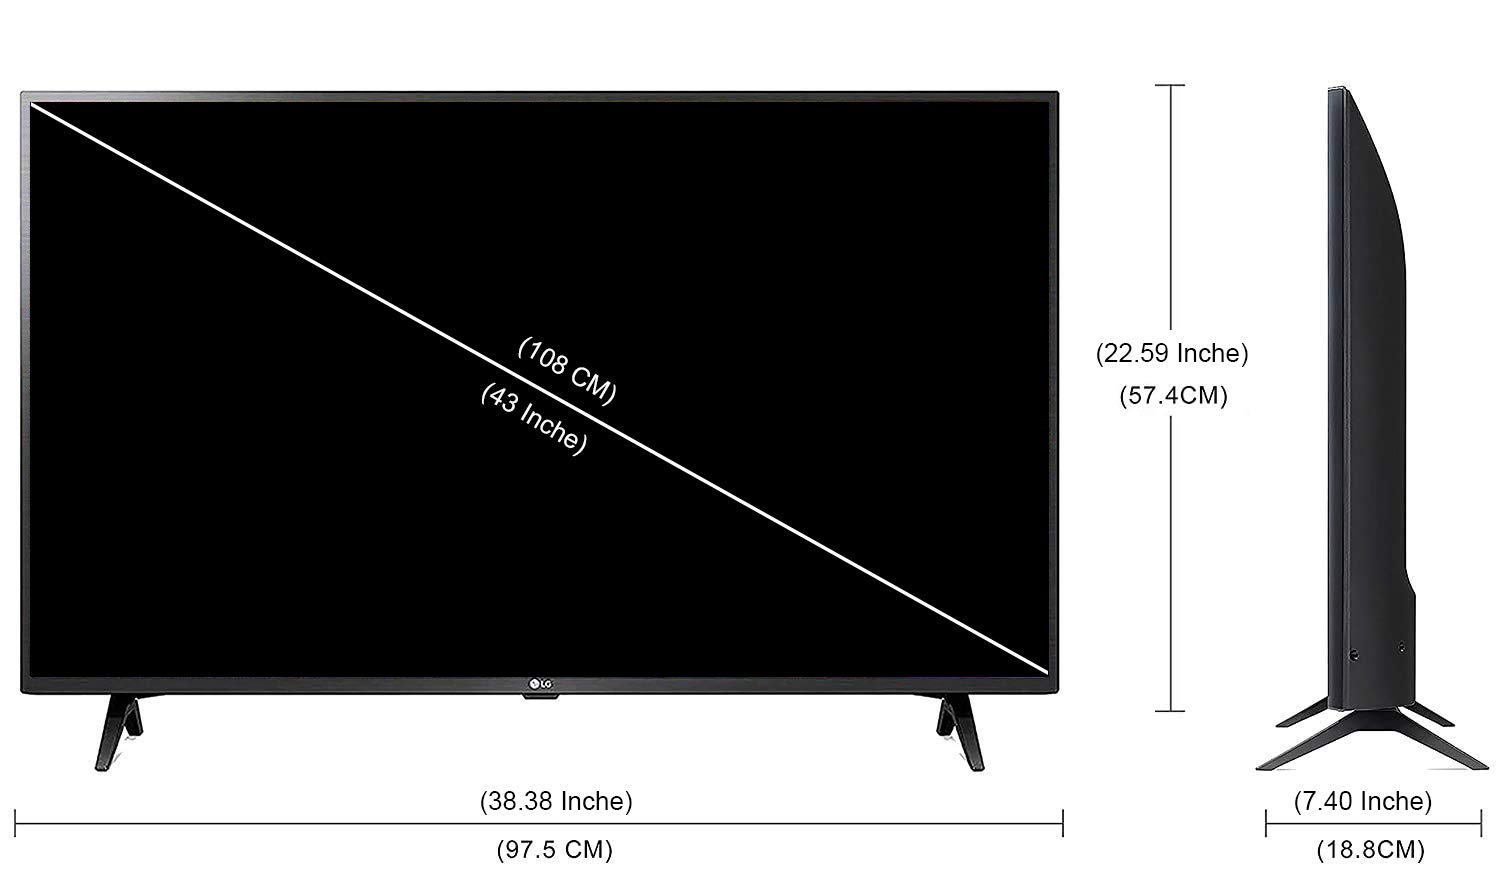 (108 CM)
(43 Inche)
LG
(22.59 Inche)
(57.4CM)
(38.38 Inche)
(97.5 CM)
(7.40 Inche)
(18.8CM)